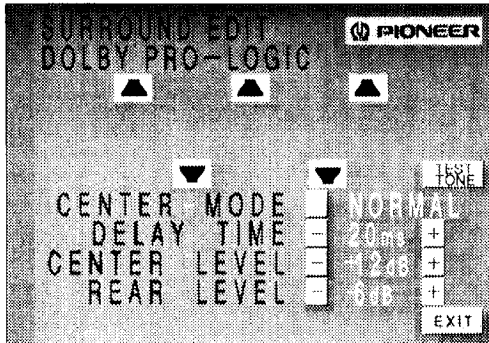 SURROUND EDIT
PIONEER
DOLBY PRO-LOGIC
TEST
TONE
CENTER MODE NORMAL
DELAY TIME - 20ms +
CENTER LEVEL - -12dB +
REAR LEVEL - -6dB +
EXIT